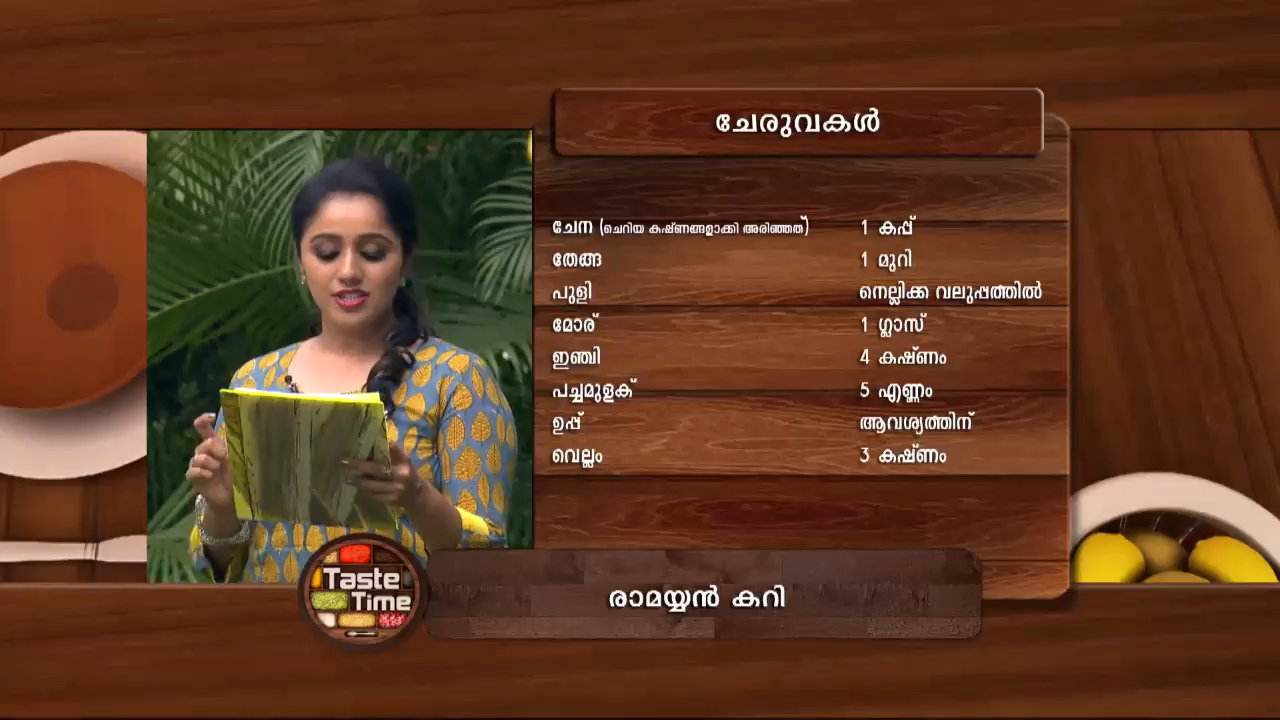 ചേരുവകൾ
ചേന (ചെറിയ കഷ്ണങ്ങളാക്കി അരിഞ്ഞത്) 1 കപ്പ്
തേങ്ങ 1 മുറി
പുളി നെല്ലിക്ക വലുപ്പത്തിൽ
മോര് 1 ഗ്ലാസ്
ഇഞ്ചി 4 കഷ്ണം
പച്ചമുളക് 5 എണ്ണം
ഉപ്പ് ആവശ്യത്തിന്
വെല്ലം 3 കഷ്ണം
Taste
Time
രാമയ്യൻ കറി